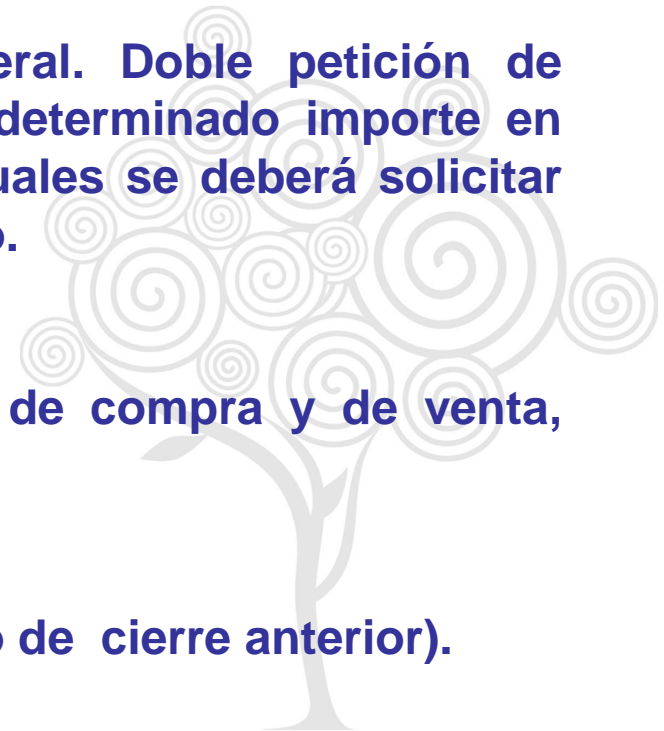 eral. Doble petición de
determinado importe en
uales se deberá solicitar
o.
de compra y de venta,
o de cierre anterior).